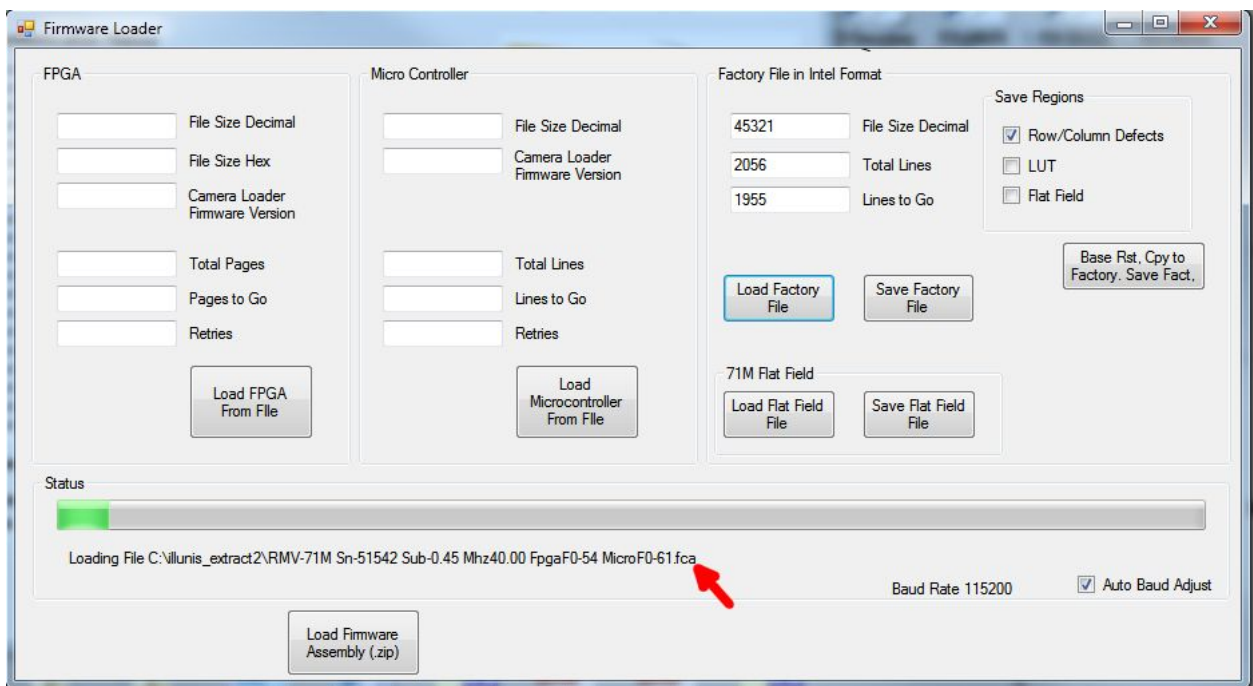 Firmware Loader
FPGA
File Size Decimal
File Size Hex
Camera Loader
Firmware Version
Total Pages
Pages to Go
Retries
Load FPGA
From FIle
Micro Controller
File Size Decimal
Camera Loader
Firmware Version
Total Lines
Lines to Go
Retries
Load
Microcontroller
From FIle
Factory File in Intel Format
45321 File Size Decimal
2056 Total Lines
1955 Lines to Go
Save Regions
Row/Column Defects
LUT
Flat Field
Base Rst, Cpy to
Factory. Save Fact,
Load Factory
File
Save Factory
File
71M Flat Field
Load Flat Field
File
Save Flat Field
File
Status
Loading File C:\illunis_extract2\RMV-71M Sn-51542 Sub-0.45 Mhz40.00 FpgaF0-54 MicroF0-61.fca
Baud Rate 115200
Auto Baud Adjust
Load Firmware
Assembly (.zip)